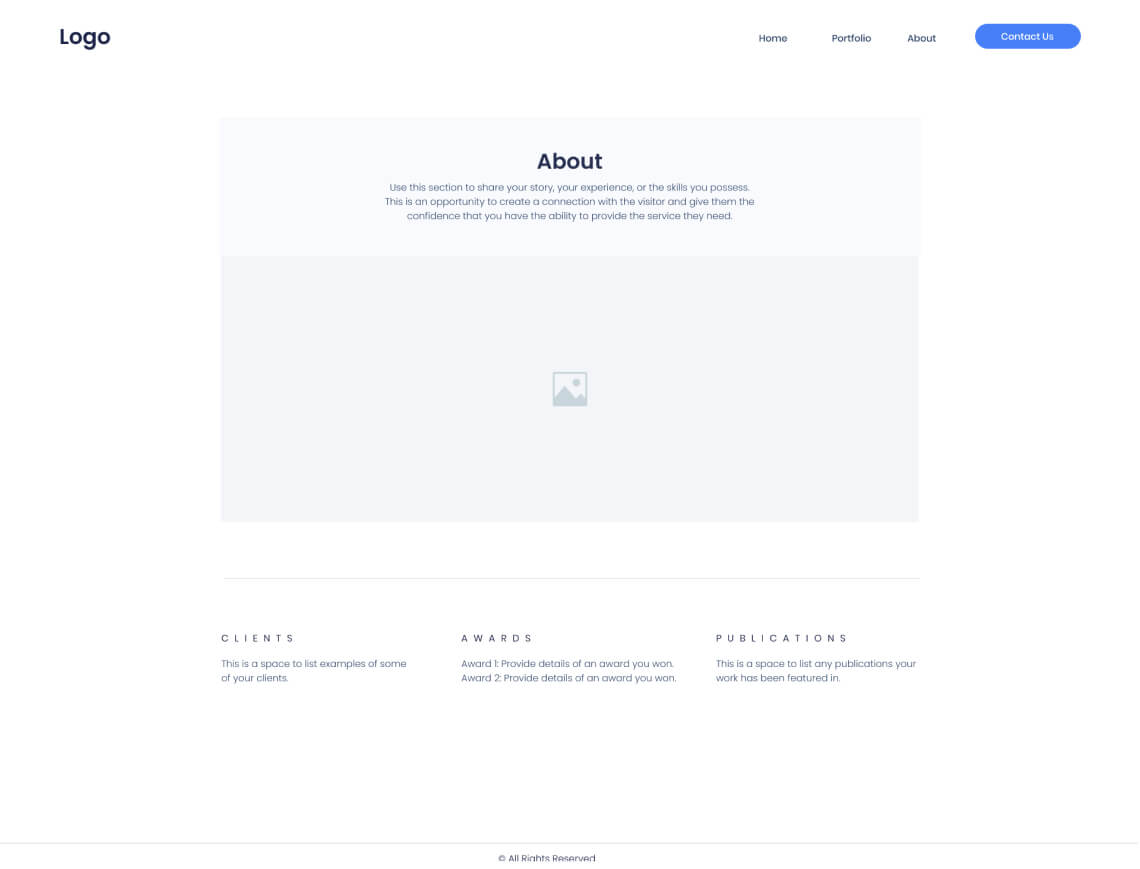 Logo
Home Portfolio About Contact Us
About
Use this section to share your story, your experience, or the skills you possess.
This is an opportunity to create a connection with the visitor and give them the
confidence that you have the ability to provide the service they need.
CLIENTS
This is a space to list examples of some
of your clients.
AWARDS
Award 1: Provide details of an award you won.
Award 2: Provide details of an award you won.
PUBLICATIONS
This is a space to list any publications your
work has been featured in.
© All Rights Reserved